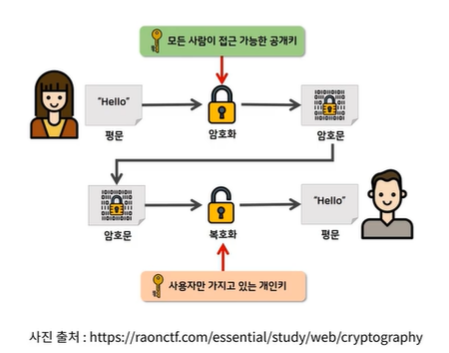 모든 사람이 접근 가능한 공개키
"Hello"
평문
암호화
암호문
암호문
복호화
"Hello"
평문
사용자만 가지고 있는 개인키
사진 출처 : https://raonctf.com/essential/study/web/cryptography